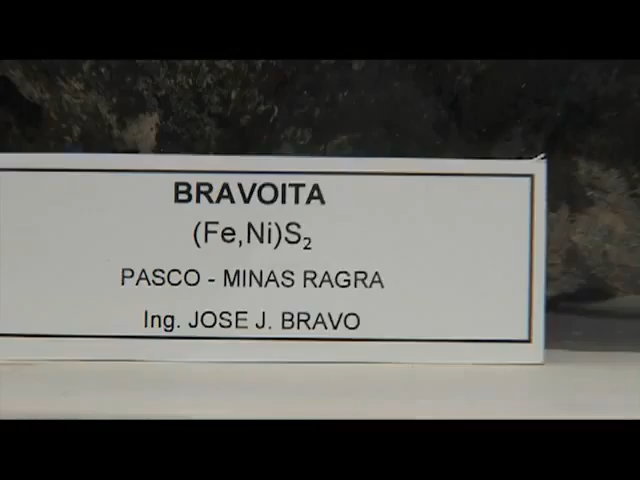 BRAVOITA
(Fe,Ni)S₂
PASCO - MINAS RAGRA
Ing. JOSE J. BRAVO